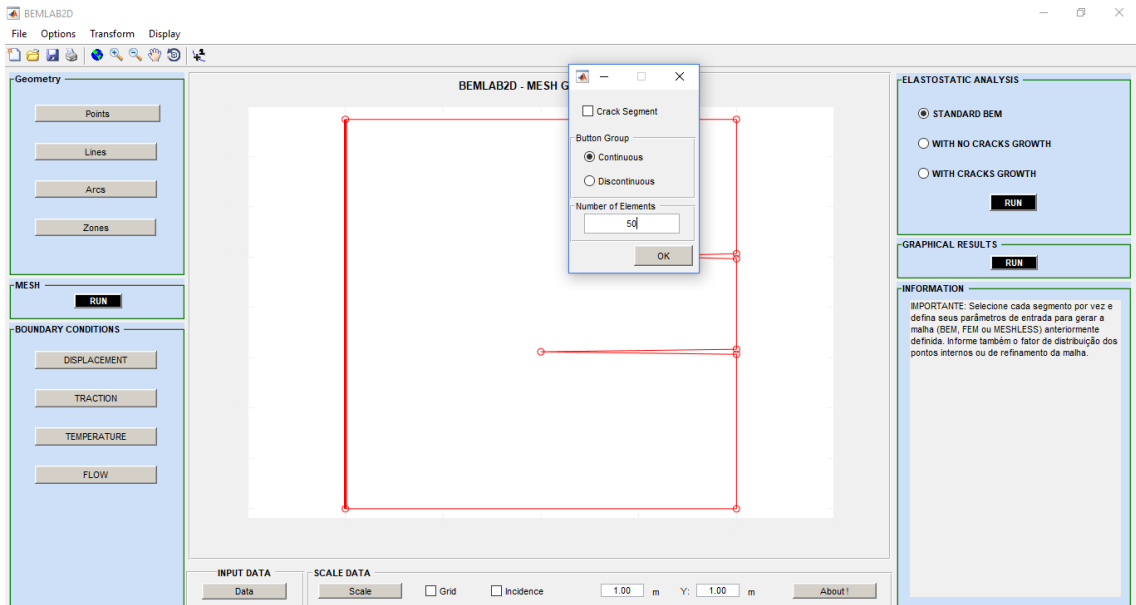 BEMLAB2D
File Options Transform Display
Geometry
Points
Lines
Arcs
Zones
MESH
RUN
BOUNDARY CONDITIONS
DISPLACEMENT
TRACTION
TEMPERATURE
FLOW
BEMLAB2D - MESH G
Crack Segment
Button Group
Continuous
Discontinuous
Number of Elements
50
OK
INPUT DATA
Data
SCALE DATA
Scale
Grid
Incidence
1.00 m Y: 1.00 m
About !
ELASTOSTATIC ANALYSIS
STANDARD BEM
WITH NO CRACKS GROWTH
WITH CRACKS GROWTH
RUN
GRAPHICAL RESULTS
RUN
INFORMATION
IMPORTANTE: Selecione cada segmento por vez e
defina seus parâmetros de entrada para gerar a
malha (BEM, FEM ou MESHLESS) anteriormente
definida. Informe também o fator de distribuição dos
pontos internos ou de refinamento da malha.